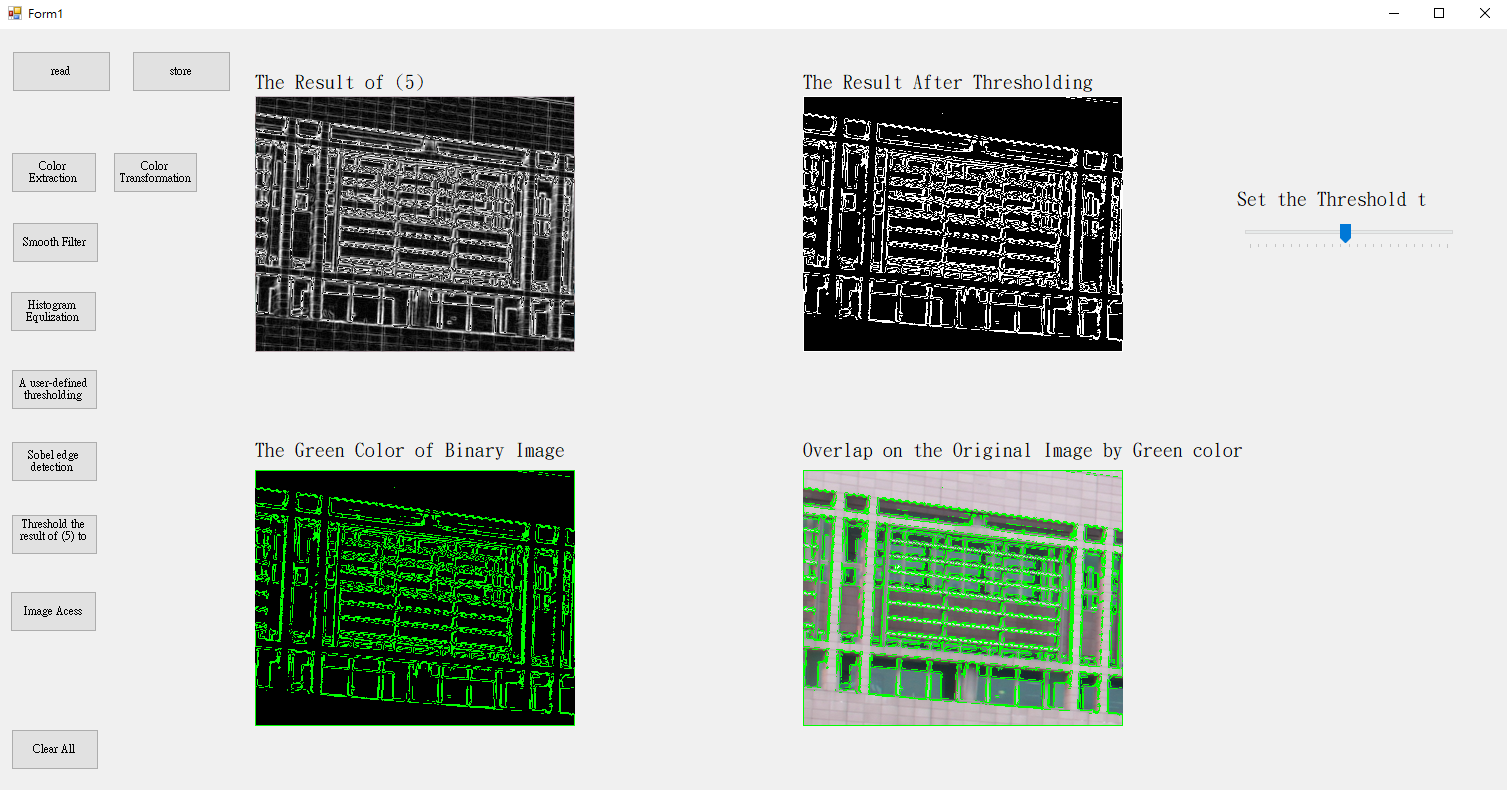 Form1
read
store
The Result of (5)
The Result After Thresholding
Color
Extraction
Color
Transformation
Set the Threshold t
Smooth Filter
Histogram
Equlization
A user-defined
thresholding
Sobel edge
detection
The Green Color of Binary Image
Overlap on the Original Image by Green color
Threshold the
result of (5) to
Image Acess
Clear All